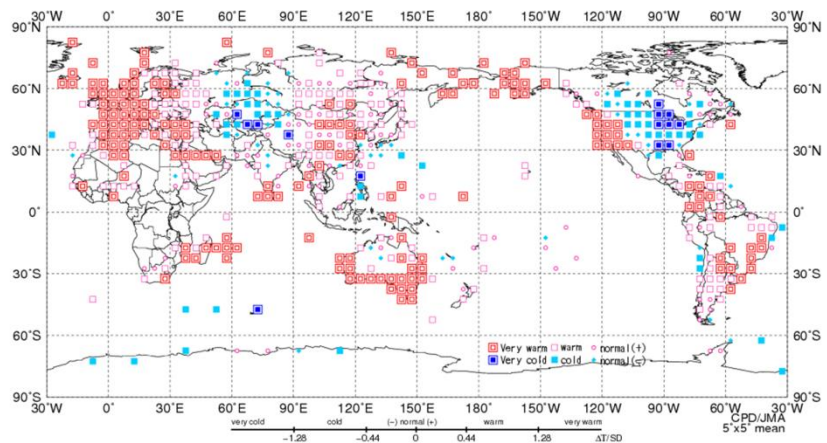 30°W 0° 30°E 60°E 90°E 120°E 150°E 180° 150°W 120°W 90°W 60°W 30°W
90°N 90°N
60°N 60°N
30°N 30°N
0° 0°
30°S 30°S
Very warm warm normal(+)
60°S 60°S
Very cold cold normal(-)
90°S 90°S
30°W 0° 30°E 60°E 90°E 120°E 150°E 180° 150°W 120°W 90°W 60°W 30°W
CPD/JMA
5°x5° mean
very cold cold (-) normal (+) warm very warm
-1.28 -0.44 0 0.44 1.28 ΔT/SD